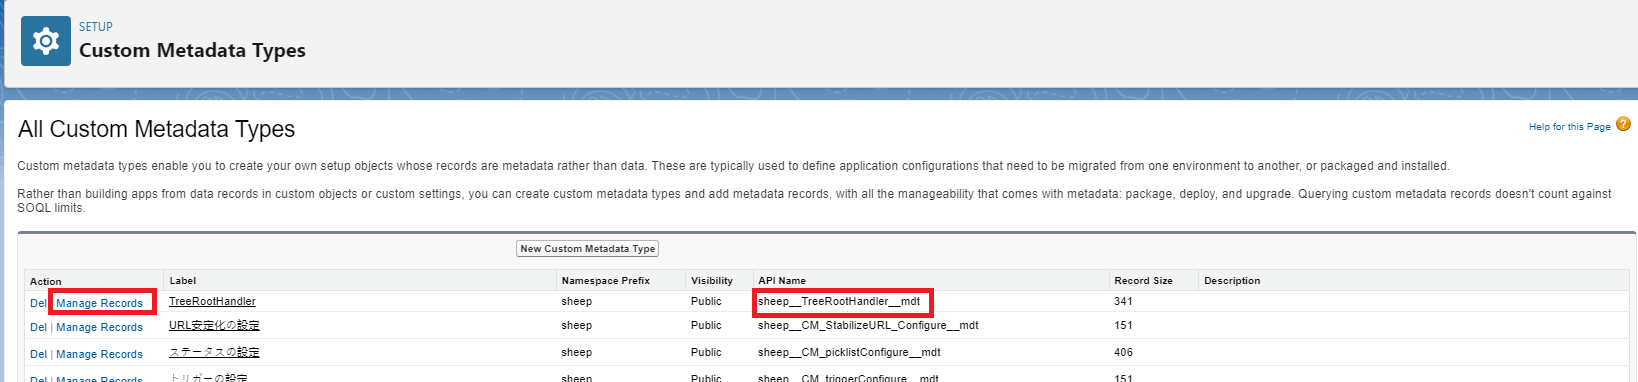 SETUP
Custom Metadata Types
All Custom Metadata Types
Help for this Page ?
Custom metadata types enable you to create your own setup objects whose records are metadata rather than data. These are typically used to define application configurations that need to be migrated from one environment to another, or packaged and installed.
Rather than building apps from data records in custom objects or custom settings, you can create custom metadata types and add metadata records, with all the manageability that comes with metadata: package, deploy, and upgrade. Querying custom metadata records doesn't count against
SOQL limits.
New Custom Metadata Type
Action Label Namespace Prefix Visibility API Name Record Size Description
Del | Manage Records TreeRootHandler sheep Public sheep__TreeRootHandler__mdt 341
Del | Manage Records URL安定化の設定 sheep Public sheep__CM_StabilizeURL_Configure__mdt 151
Del | Manage Records ステータスの設定 sheep Public sheep__CM_picklistConfigure__mdt 406
Del | Manage Records トリガーの設定 sheep Public sheep__CM_triggerConfigure__mdt 151